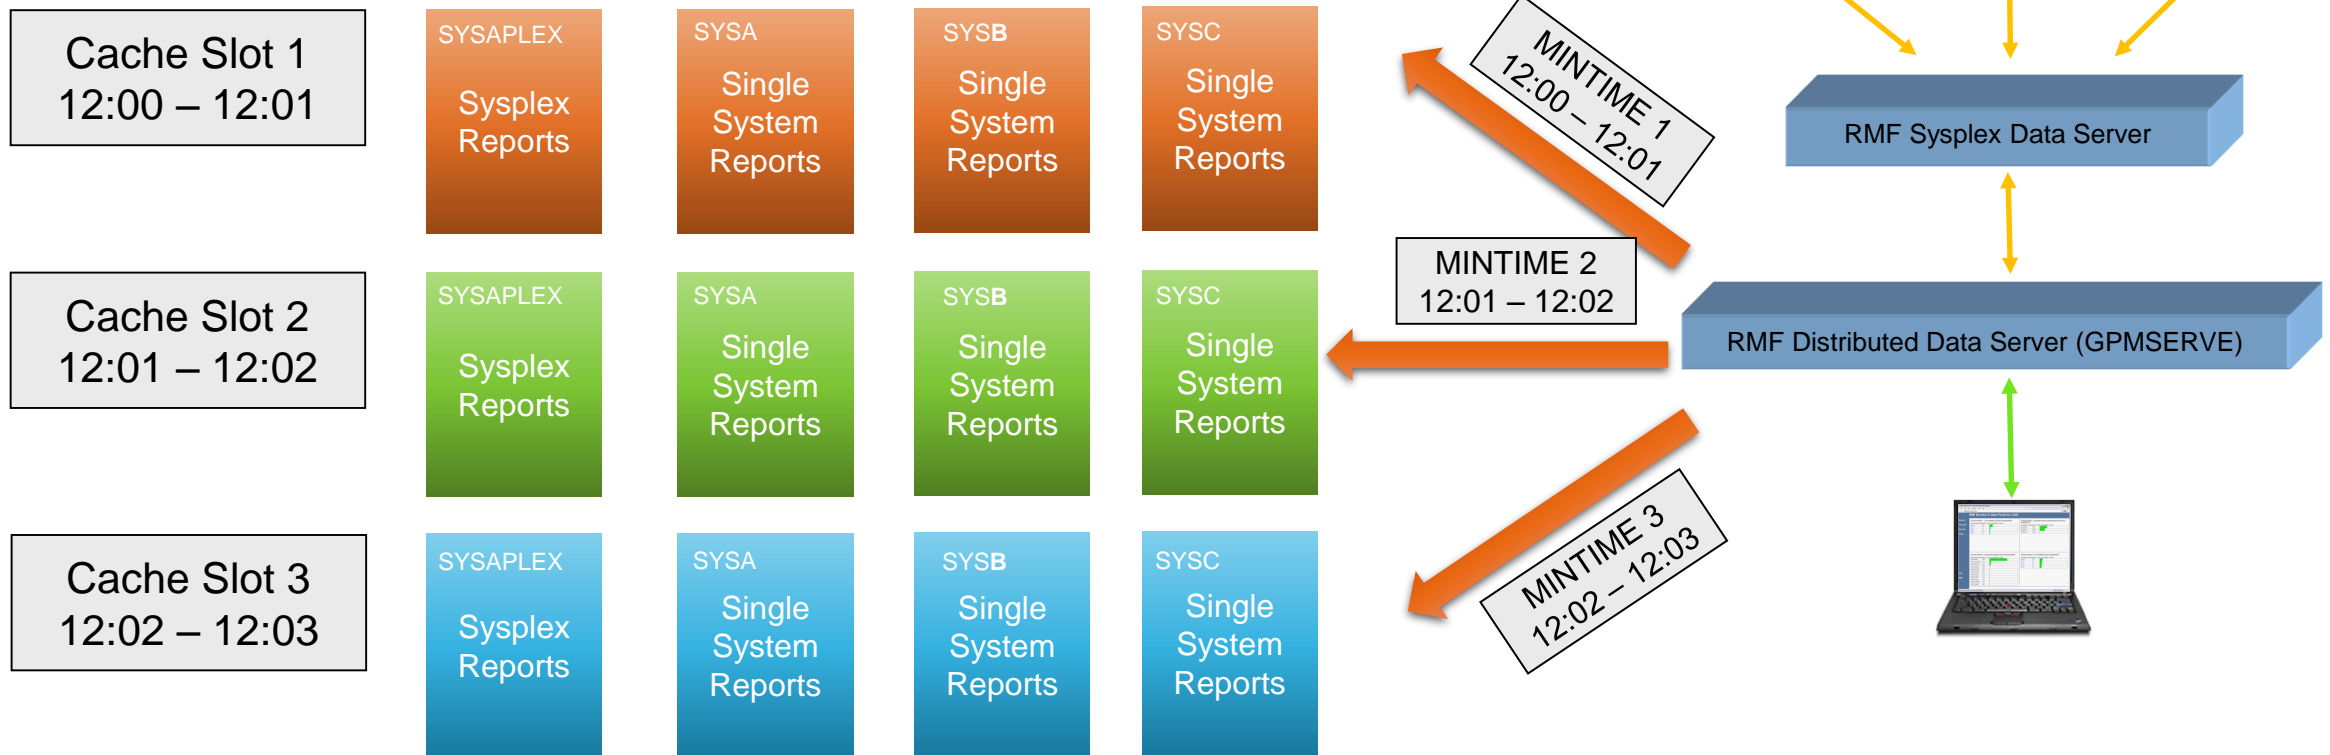 Cache Slot 1
12:00 – 12:01
SYSAPLEX
Sysplex
Reports
SYSA
Single
System
Reports
SYSB
Single
System
Reports
SYSC
Single
System
Reports
MINTIME 1
12:00 – 12:01
RMF Sysplex Data Server
Cache Slot 2
12:01 – 12:02
SYSAPLEX
Sysplex
Reports
SYSA
Single
System
Reports
SYSB
Single
System
Reports
SYSC
Single
System
Reports
MINTIME 2
12:01 – 12:02
RMF Distributed Data Server (GPMSERVE)
Cache Slot 3
12:02 – 12:03
SYSAPLEX
Sysplex
Reports
SYSA
Single
System
Reports
SYSB
Single
System
Reports
SYSC
Single
System
Reports
MINTIME 3
12:02 – 12:03